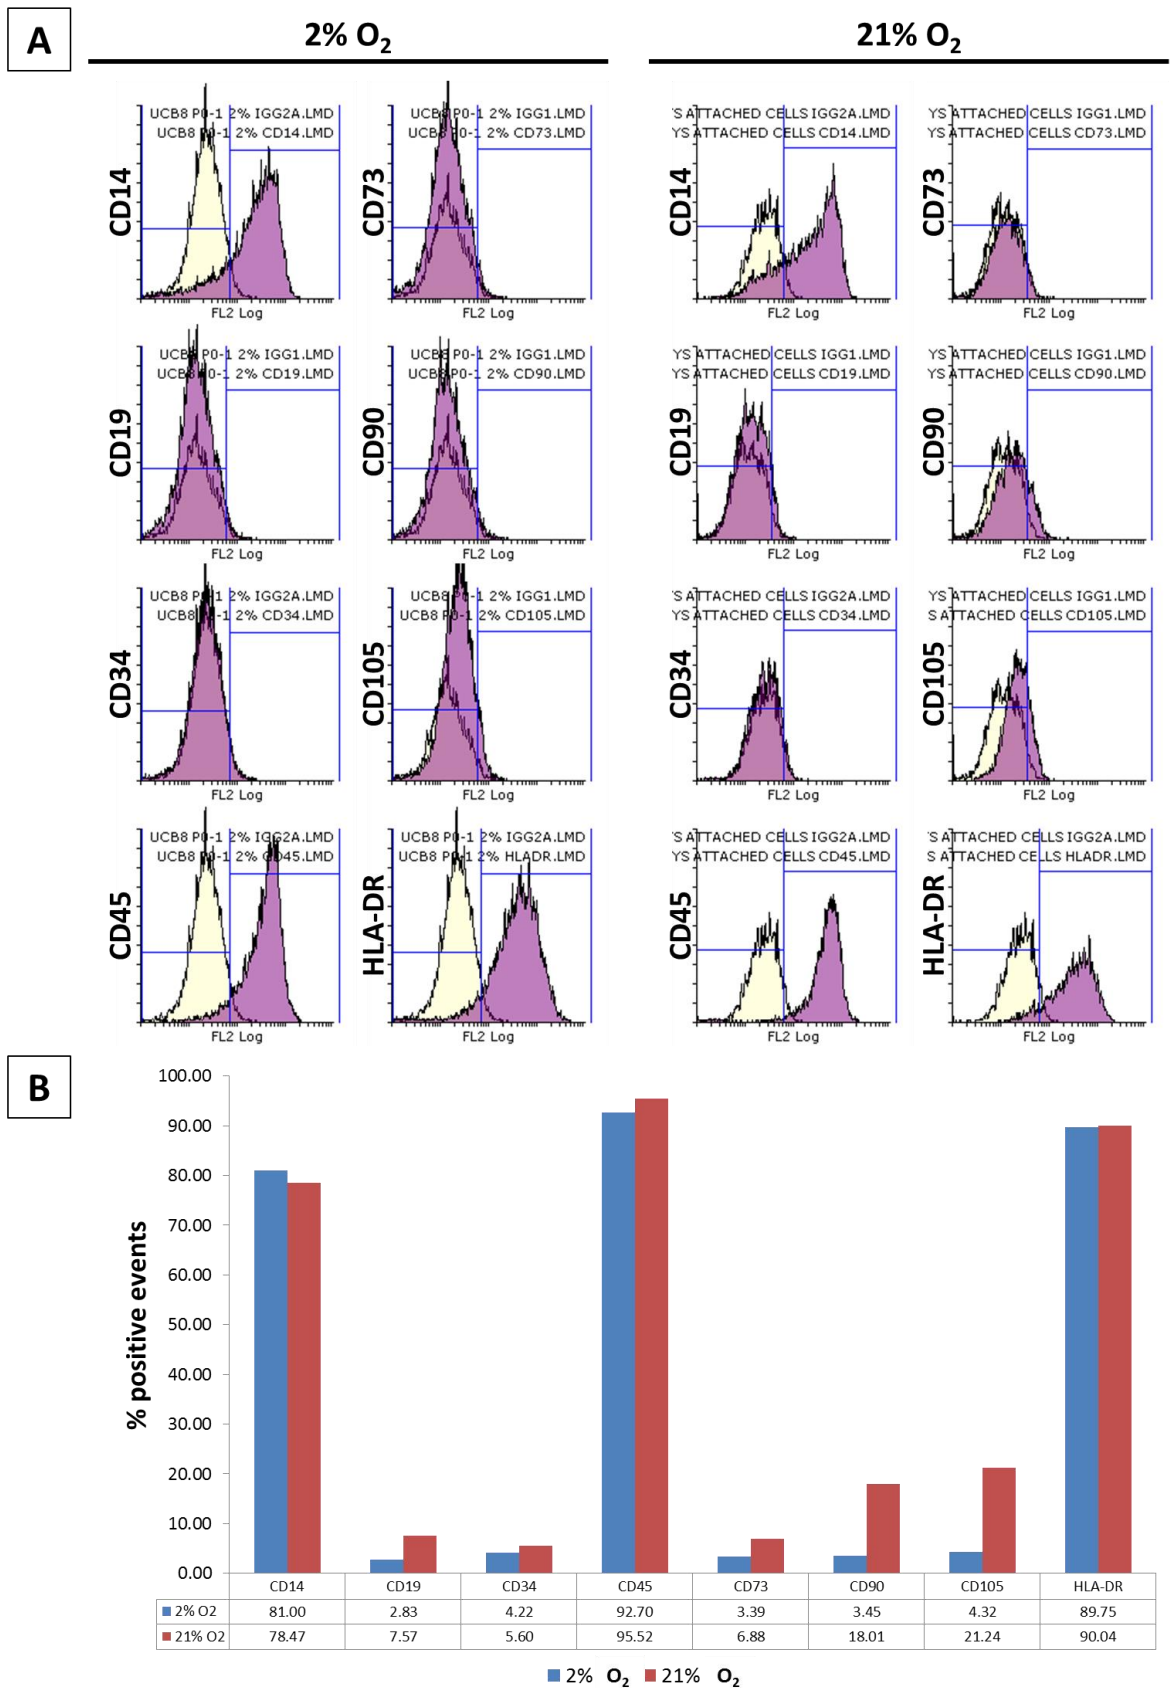 A
2% O2
21% O2
UCB8 P0-1 2% IGG2A.LMD
UCB8 P0-1 2% CD14.LMD
CD14
FL2 Log
UCB8 P0-1 2% IGG1.LMD
UCB8 P0-1 2% CD73.LMD
CD73
FL2 Log
'S ATTACHED CELLS IGG2A.LMD
YS ATTACHED CELLS CD14.LMD
CD14
FL2 Log
YS ATTACHED CELLS IGG1.LMD
YS ATTACHED CELLS CD73.LMD
CD73
FL2 Log
UCB8 P0-1 2% IGG1.LMD
UCB8 P0-1 2% CD19.LMD
CD19
FL2 Log
UCB8 P0-1 2% IGG1.LMD
UCB8 P0-1 2% CD90.LMD
CD90
FL2 Log
YS ATTACHED CELLS IGG1.LMD
YS ATTACHED CELLS CD19.LMD
CD19
FL2 Log
YS ATTACHED CELLS IGG1.LMD
YS ATTACHED CELLS CD90.LMD
CD90
FL2 Log
UCB8 P0-1 2% IGG2A.LMD
UCB8 P0-1 2% CD34.LMD
CD34
FL2 Log
UCB8 P0-1 2% IGG1.LMD
UCB8 P0-1 2% CD105.LMD
CD105
FL2 Log
'S ATTACHED CELLS IGG2A.LMD
YS ATTACHED CELLS CD34.LMD
CD34
FL2 Log
YS ATTACHED CELLS IGG1.LMD
S ATTACHED CELLS CD105.LMD
CD105
FL2 Log
UCB8 P0-1 2% IGG2A.LMD
UCB8 P0-1 2% CD45.LMD
CD45
FL2 Log
UCB8 P0-1 2% IGG2A.LMD
UCB8 P0-1 2% HLADR.LMD
HLA-DR
FL2 Log
'S ATTACHED CELLS IGG2A.LMD
YS ATTACHED CELLS CD45.LMD
CD45
FL2 Log
'S ATTACHED CELLS IGG2A.LMD
S ATTACHED CELLS HLADR.LMD
HLA-DR
FL2 Log
B
% positive events
100.00
90.00
80.00
70.00
60.00
50.00
40.00
30.00
20.00
10.00
0.00
CD14 CD19 CD34 CD45 CD73 CD90 CD105 HLA-DR
2% O2 81.00 2.83 4.22 92.70 3.39 3.45 4.32 89.75
21% O2 78.47 7.57 5.60 95.52 6.88 18.01 21.24 90.04
2% O2 21% O2